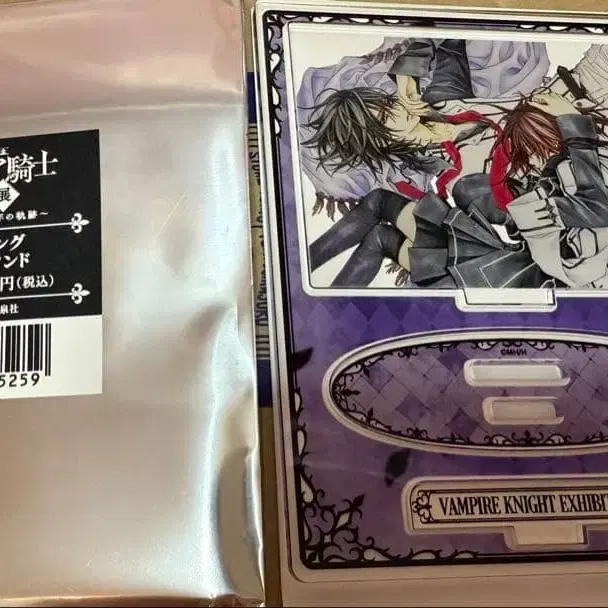 騎士
展
の軌跡～
ング
ンド
円(税込)
泉社
5259
©MH/H
VAMPIRE KNIGHT EXHIBI